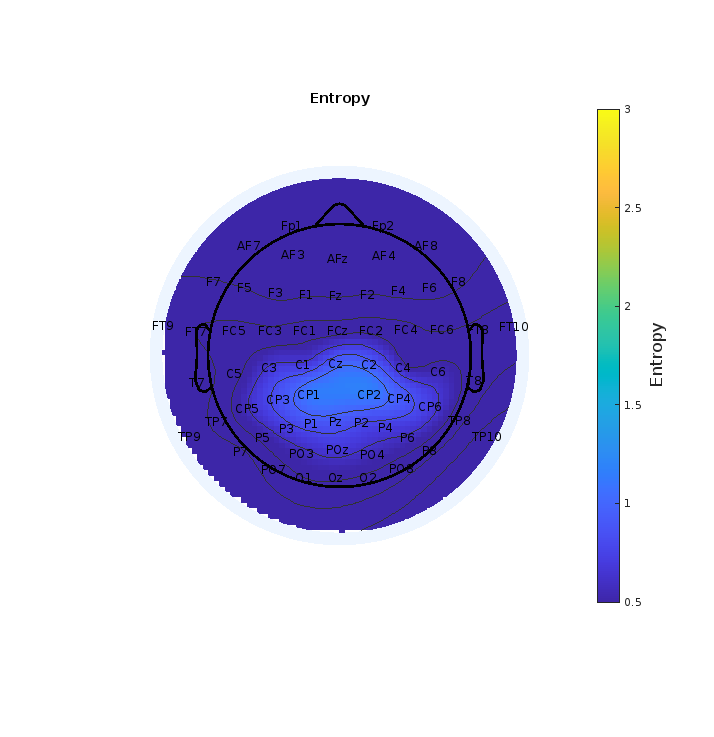 Entropy
3
Fp1 Fp2
AF7 AF8
AF3 AFz AF4
2.5
F7 F8
F5 F3 F1 Fz F2 F4 F6
2
FT9 FT10
FT7 FC5 FC3 FC1 FCz FC2 FC4 FC6 FT8
Entropy
C5 C3 C1 Cz C2 C4 C6
T7 T8
1.5
CP5 CP3 CP1 CP2 CP4 CP6
TP7 P3 P1 Pz P2 P4 TP8
TP9 P5 P6 TP10
P7 PO3 POz PO4 P8
PO7 PO8
O1 Oz O2
1
0.5